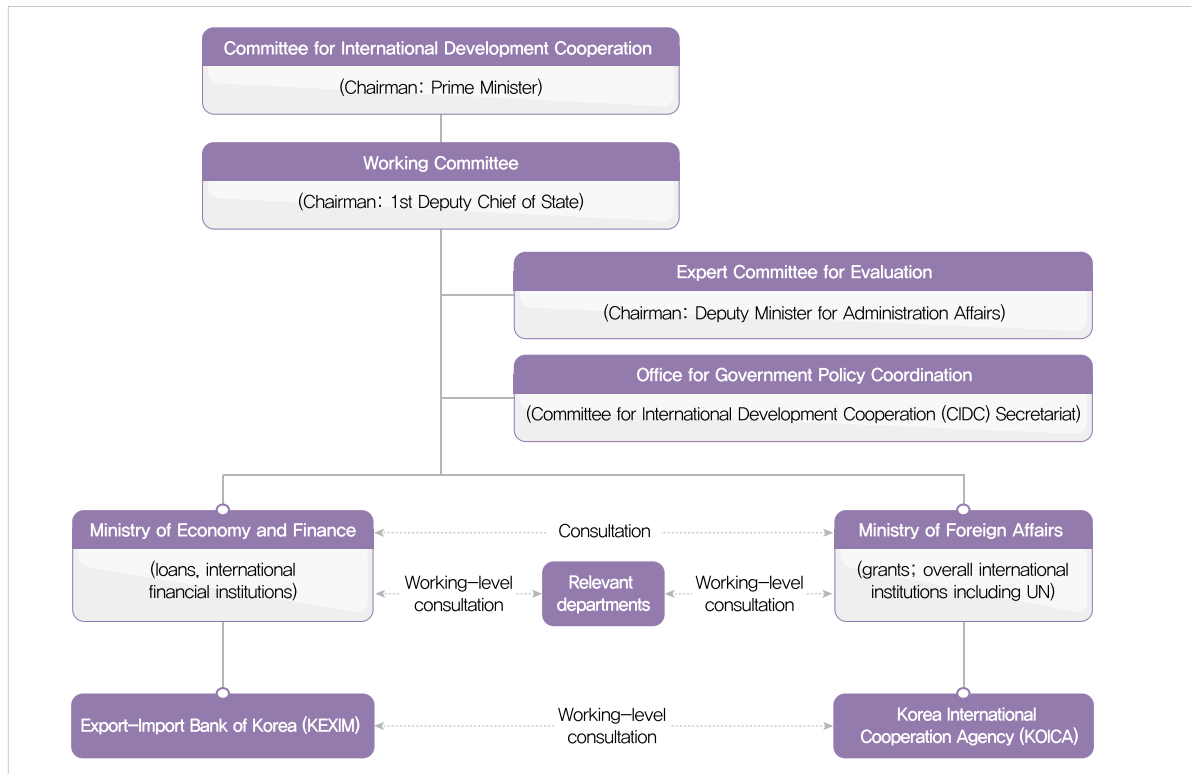 Committee for International Development Cooperation
(Chairman: Prime Minister)
Working Committee
(Chairman: 1st Deputy Chief of State)
Expert Committee for Evaluation
(Chairman: Deputy Minister for Administration Affairs)
Office for Government Policy Coordination
(Committee for International Development Cooperation (CIDC) Secretariat)
Ministry of Economy and Finance
(loans, international
financial institutions)
Consultation
Ministry of Foreign Affairs
(grants; overall international
institutions including UN)
Working-level
consultation
Relevant
departments
Working-level
consultation
Export-Import Bank of Korea (KEXIM)
Working-level
consultation
Korea International
Cooperation Agency (KOICA)